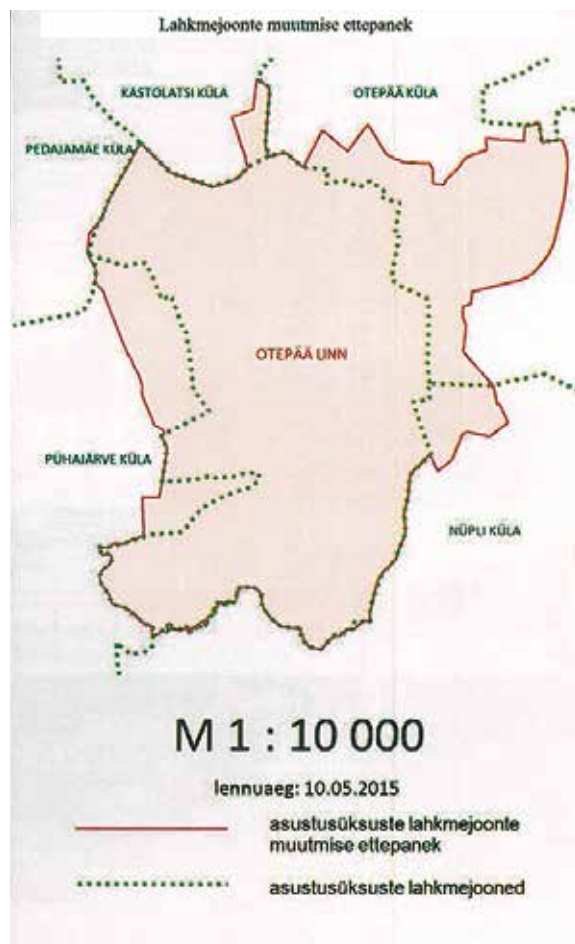 Lahkmejoonte muutmise ettepanek
KASTOLATSI KÜLA
OTEPÄÄ KÜLA
PEDAJAMÄE KÜLA
OTEPÄÄ LINN
PÜHAJÄRVE KÜLA
NÜPLI KÜLA
M 1 : 10 000
lennuaeg: 10.05.2015
asustusüksuste lahkmejoonte
muutmise ettepanek
asustusüksuste lahkmejooned